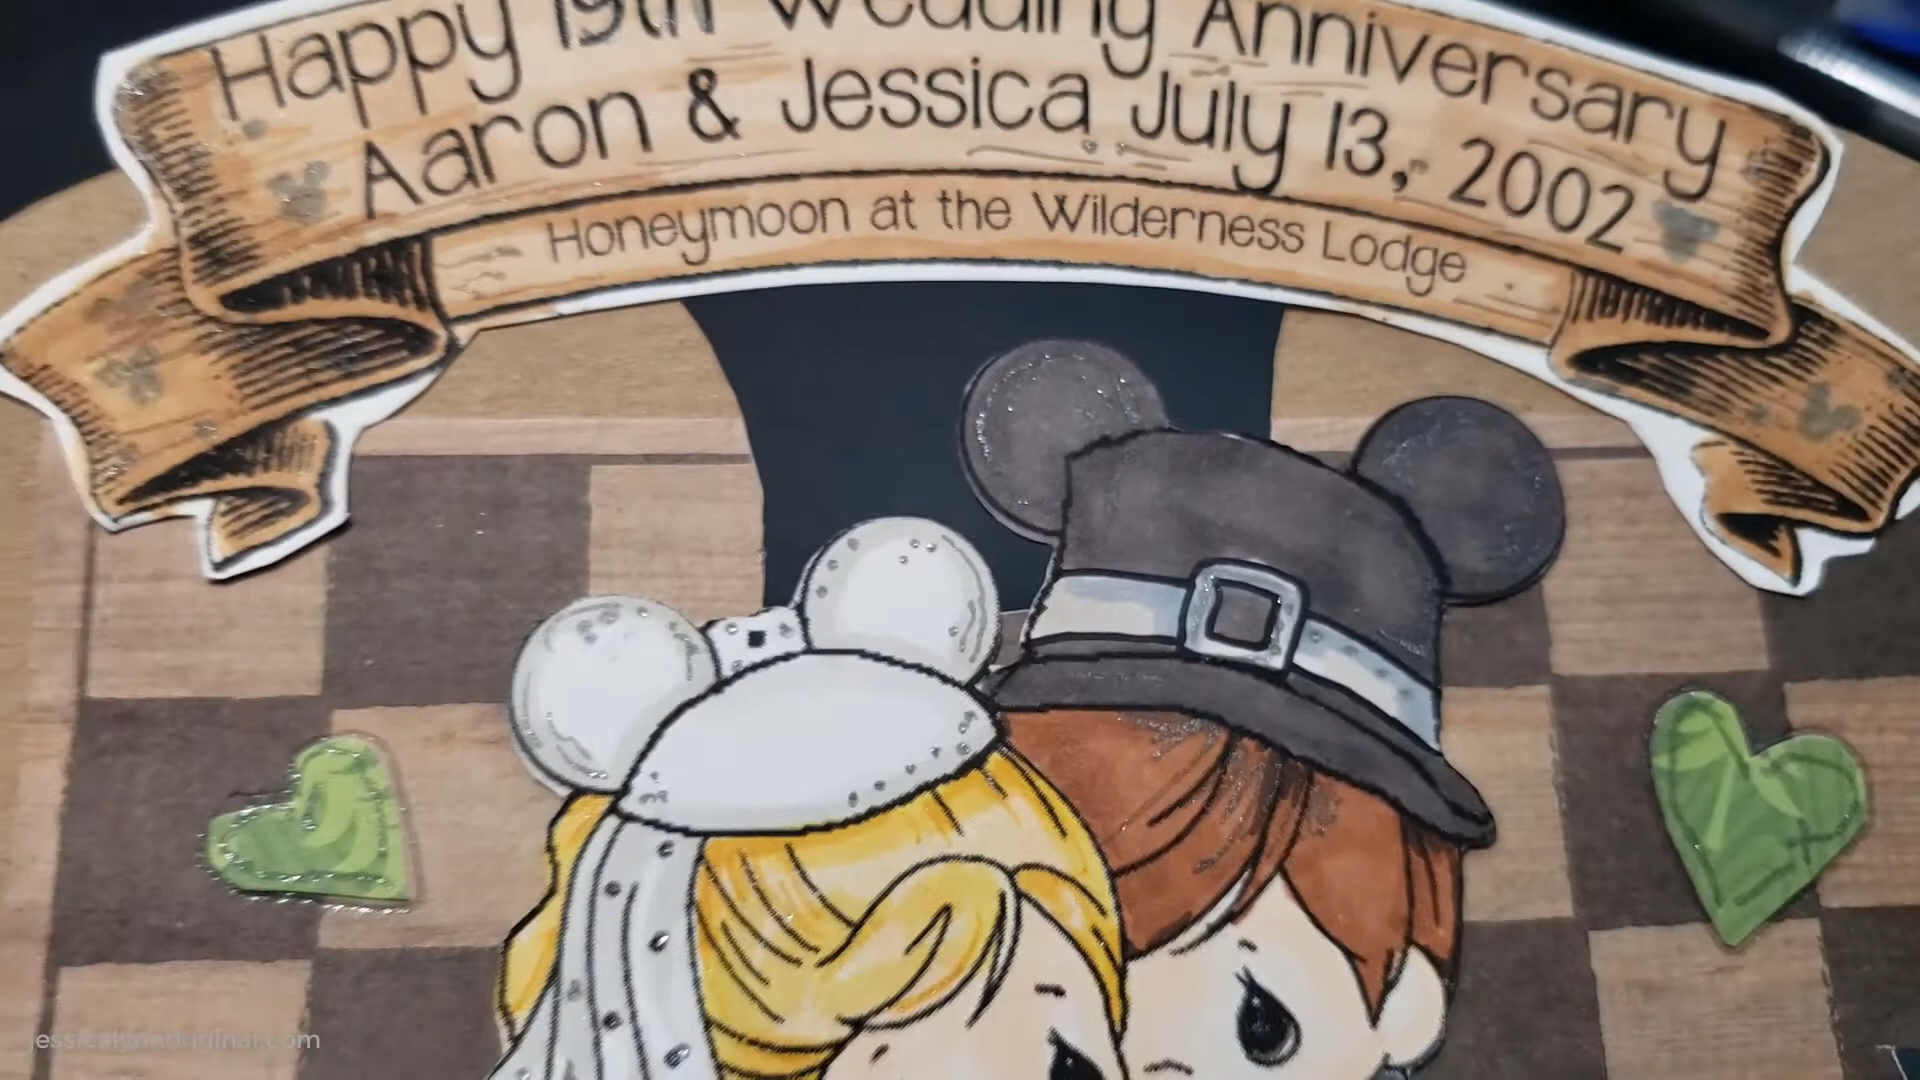 Happy 19th Wedding Anniversary
Aaron & Jessica July 13, 2002
Honeymoon at the Wilderness Lodge